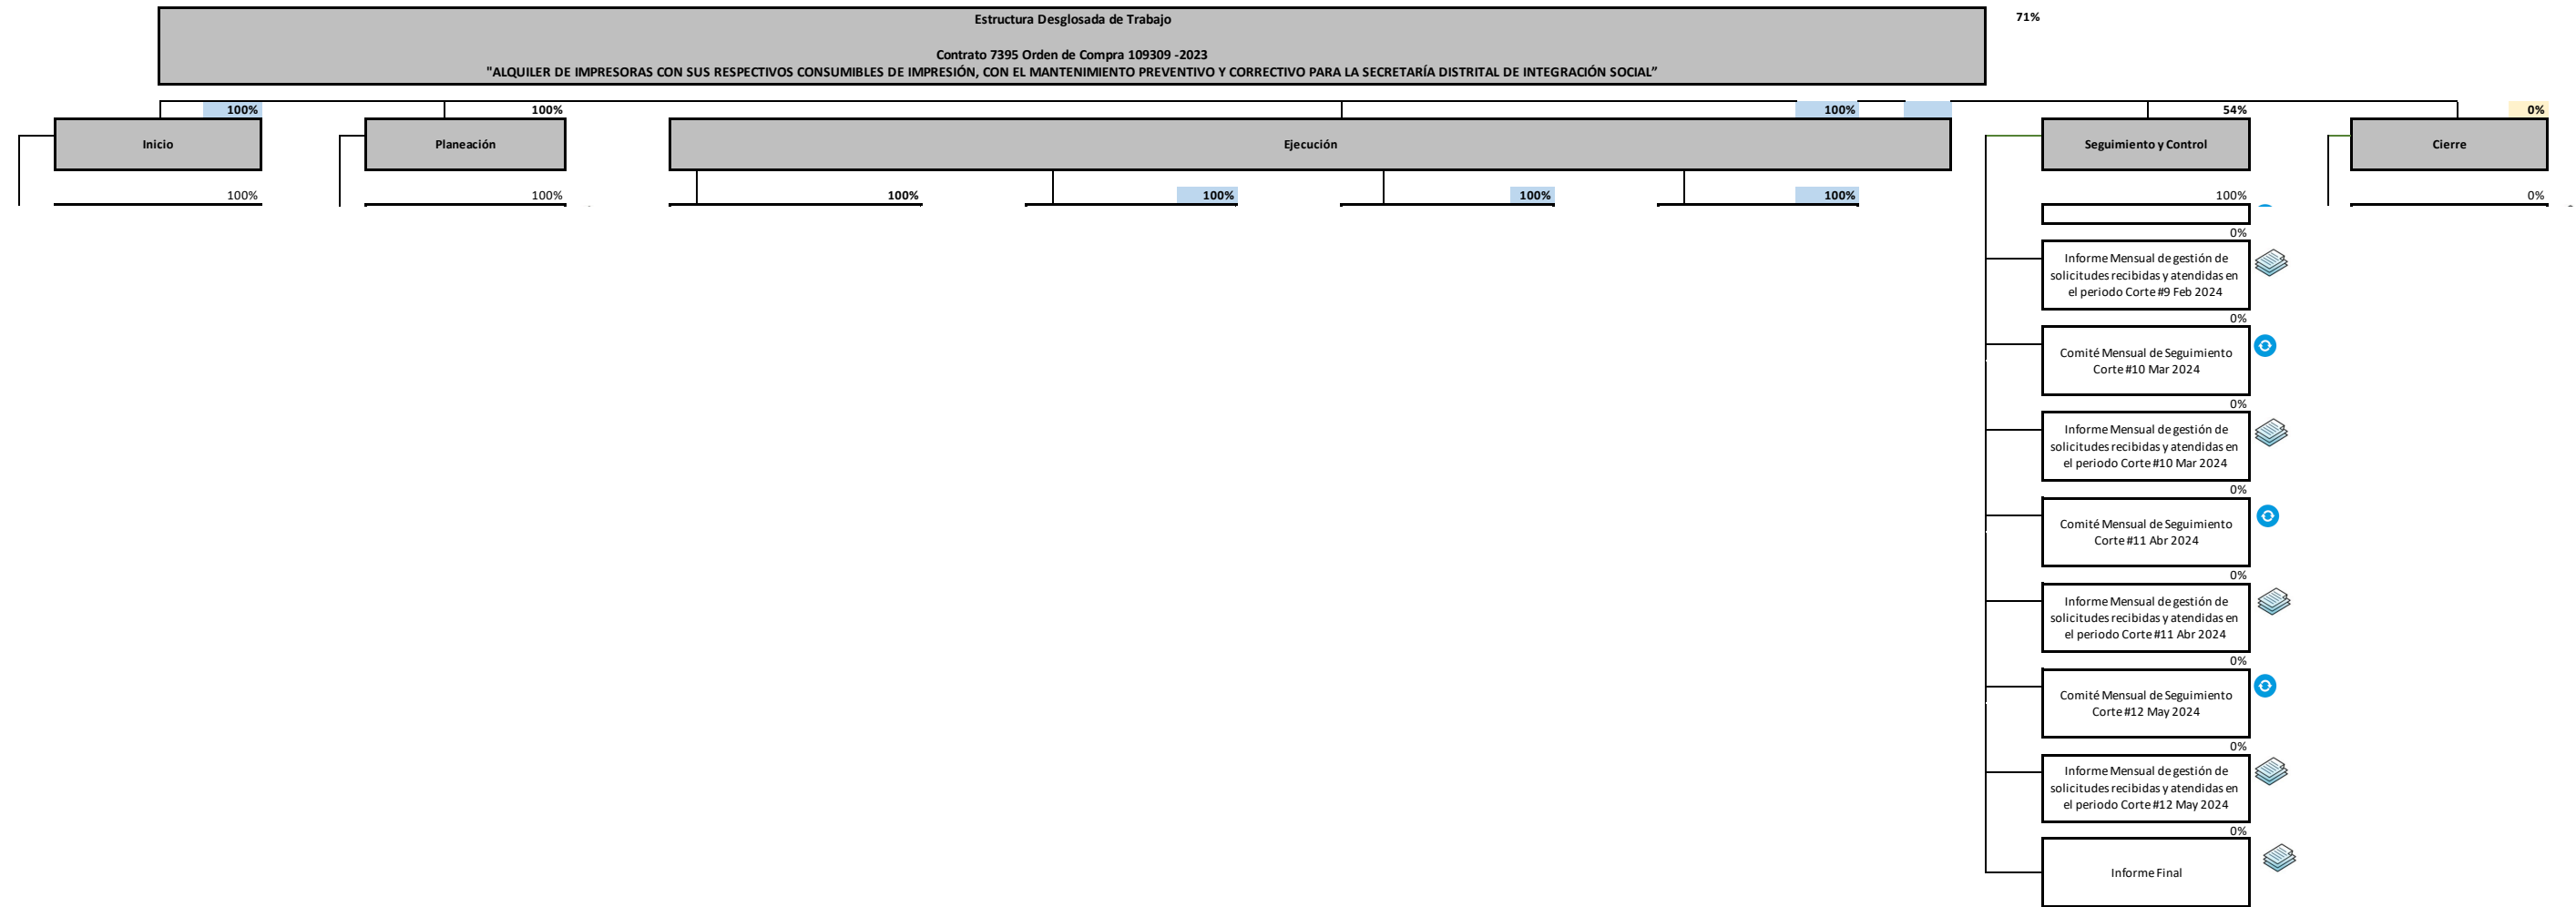 Estructura Desglosada de Trabajo
71%
Contrato 7395 Orden de Compra 109309 -2023
"ALQUILER DE IMPRESORAS CON SUS RESPECTIVOS CONSUMIBLES DE IMPRESIÓN, CON EL MANTENIMIENTO PREVENTIVO Y CORRECTIVO PARA LA SECRETARÍA DISTRITAL DE INTEGRACIÓN SOCIAL”
100%
100%
100%
54%
0%
Inicio
Planeación
Ejecución
Seguimiento y Control
Cierre
100%
100%
100%
100%
100%
100%
100%
0%
0%
Informe Mensual de gestión de
solicitudes recibidas y atendidas en
el periodo Corte #9 Feb 2024
0%
Comité Mensual de Seguimiento
Corte #10 Mar 2024
0%
Informe Mensual de gestión de
solicitudes recibidas y atendidas en
el periodo Corte #10 Mar 2024
0%
Comité Mensual de Seguimiento
Corte #11 Abr 2024
0%
Informe Mensual de gestión de
solicitudes recibidas y atendidas en
el periodo Corte #11 Abr 2024
0%
Comité Mensual de Seguimiento
Corte #12 May 2024
0%
Informe Mensual de gestión de
solicitudes recibidas y atendidas en
el periodo Corte #12 May 2024
0%
Informe Final